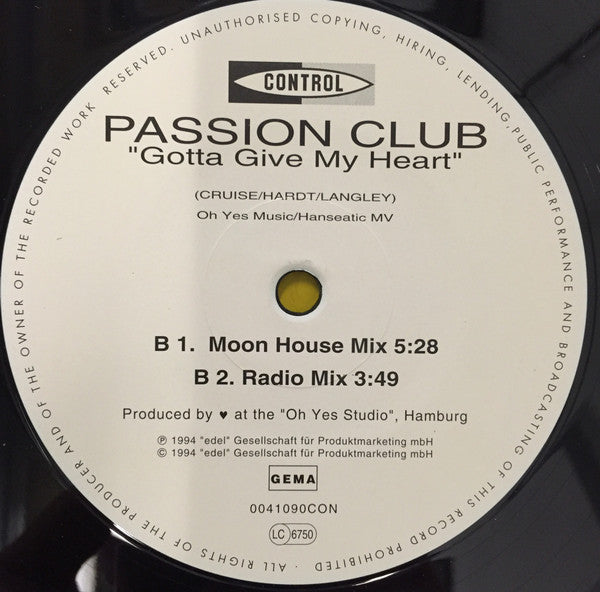 CONTROL
PASSION CLUB
"Gotta Give My Heart"
(CRUISE/HARDT/LANGLEY)
Oh Yes Music/Hanseatic MV
B 1. Moon House Mix 5:28
B 2. Radio Mix 3:49
Produced by ♥ at the "Oh Yes Studio", Hamburg
℗ 1994 "edel" Gesellschaft für Produktmarketing mbH
© 1994 "edel" Gesellschaft für Produktmarketing mbH
GEMA
0041090CON
LC 6750
ALL RIGHTS OF THE PRODUCER AND OF THE OWNER OF THE RECORDED WORK RESERVED. UNAUTHORISED COPYING, HIRING, LENDING, PUBLIC PERFORMANCE AND BROADCASTING OF THIS RECORD PROHIBITED -